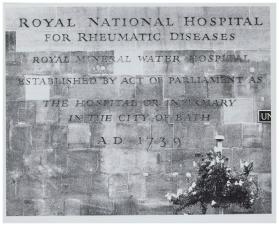 ROYAL NATIONAL HOSPITAL
FOR RHEUMATIC DISEASES
ROYAL MINERAL WATER HOSPITAL
ESTABLISHED BY ACT OF PARLIAMENT AS
THE HOSPITAL OR INFIRMARY
IN THE CITY OF BATH
A.D. 1739
UN